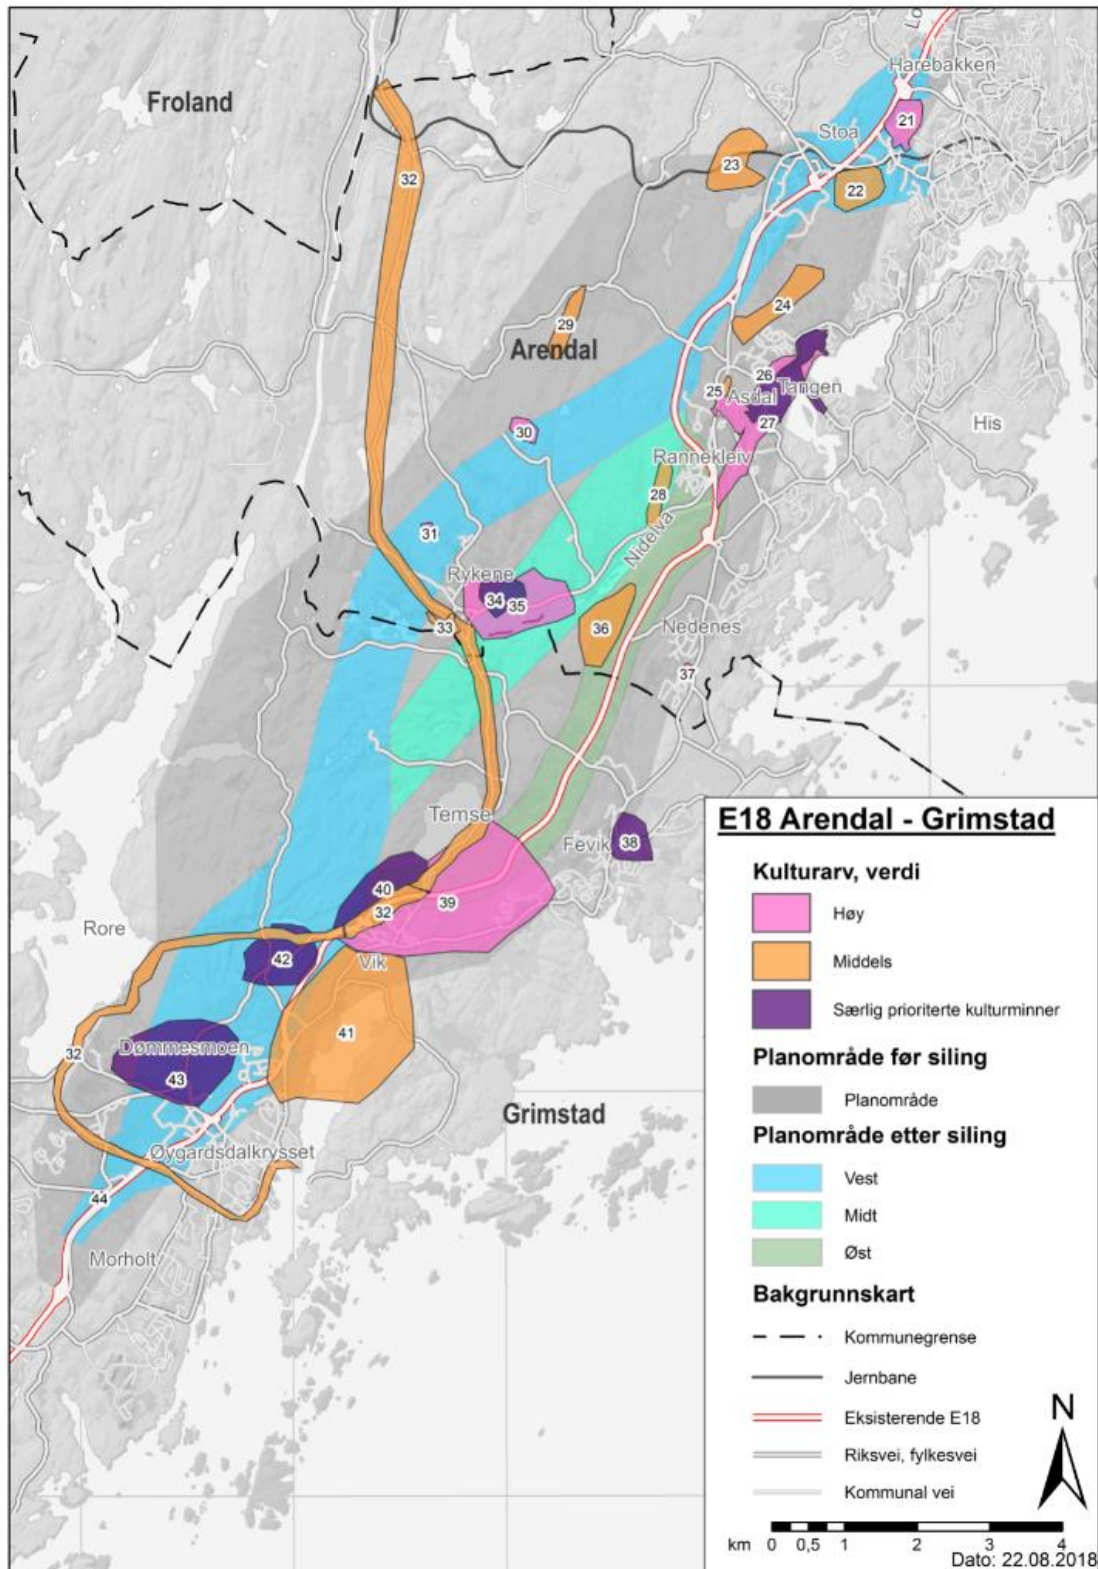 Lo
Harebakken
Froland
21
Stoa
23
32
22
24
29
Arendal
26
25
Tangen
Asdal
27
His
30
Rannekleiv
28
31
Nidelva
Rykene
34
35
33
36
Nedenes
37
Temse
Fevik
38
40
39
32
Rore
42
Vik
41
32
Dømmesmoen
43
Grimstad
Øygardsdalkrysset
44
Morholt
E18 Arendal - Grimstad
Kulturarv, verdi
Høy
Middels
Særlig prioriterte kulturminner
Planområde før siling
Planområde
Planområde etter siling
Vest
Midt
Øst
Bakgrunnskart
Kommunegrense
Jernbane
Eksisterende E18
Riksvei, fylkesvei
Kommunal vei
N
km 0 0,5 1 2 3 4
Dato: 22.08.2018